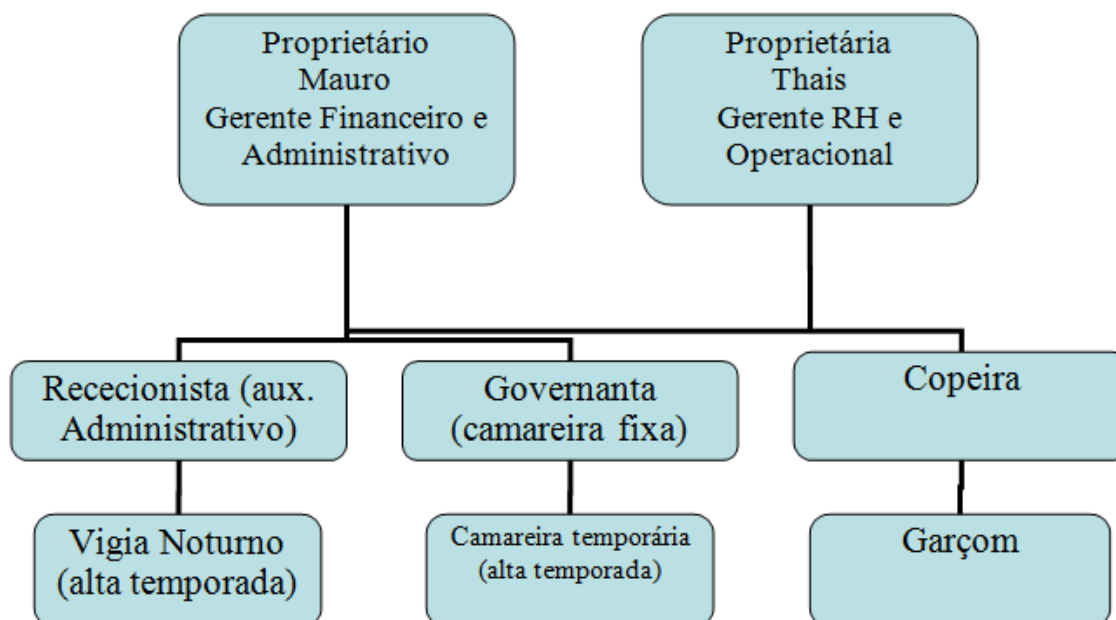 Proprietário
Mauro
Gerente Financeiro e
Administrativo
Proprietária
Thais
Gerente RH e
Operacional
Rececionista (aux.
Administrativo)
Governanta
(camareira fixa)
Copeira
Vigia Noturno
(alta temporada)
Camareira temporária
(alta temporada)
Garçom